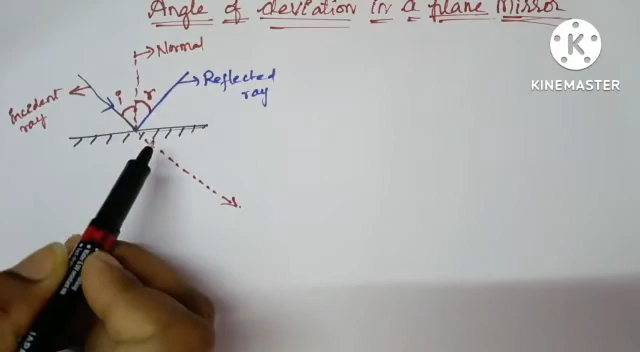 Angle of deviation in a plane Mirror
Normal
KINEMASTER
Reflected
ray
Incident
ray
i
r